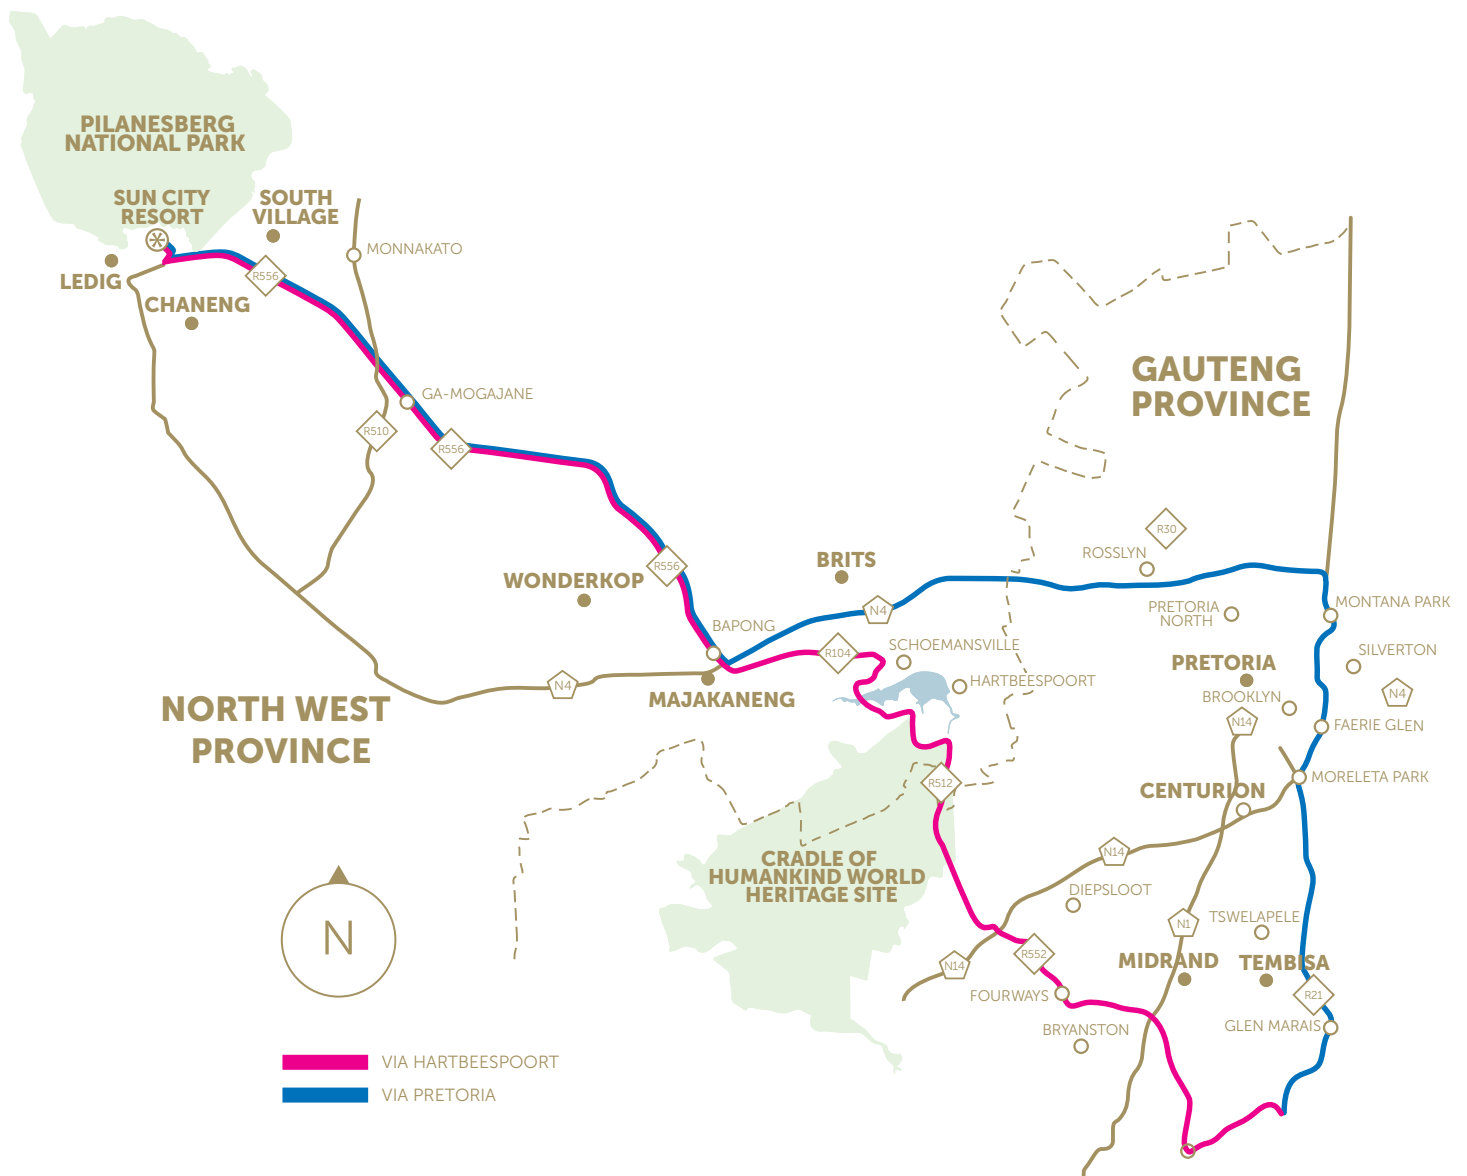 PILANESBERG
NATIONAL PARK
SUN CITY
RESORT
SOUTH
VILLAGE
MONNAKATO
LEDIG
R556
CHANENG
GA-MOGAJANE
R510
R556
GAUTENG
PROVINCE
R30
ROSSLYN
BRITS
R556
WONDERKOP
N4
BAPONG
MONTANA PARK
PRETORIA
NORTH
SCHOEMANSVILLE
R104
SILVERTON
PRETORIA
HARTBEESPOORT
N4
MAJAKANENG
BROOKLYN
N4
NORTH WEST
PROVINCE
N14
FAERIE GLEN
MORELETA PARK
R512
CENTURION
CRADLE OF
HUMANKIND WORLD
HERITAGE SITE
N14
DIEPSLOOT
TSWELAPELE
N1
N
R552
MIDRAND
TEMBISA
N14
FOURWAYS
R21
BRYANSTON
GLEN MARAIS
VIA HARTBEESPOORT
VIA PRETORIA